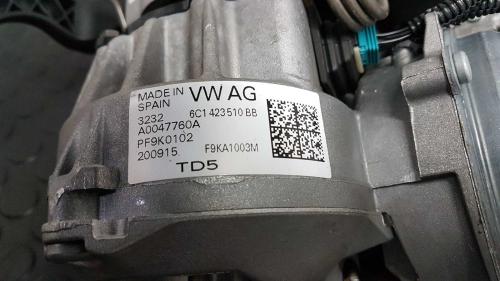 MADE IN
SPAIN
VW AG
3232
6C1 423 510 BB
A0047760A
PF9K0102
200915
F9KA1003M
TD5